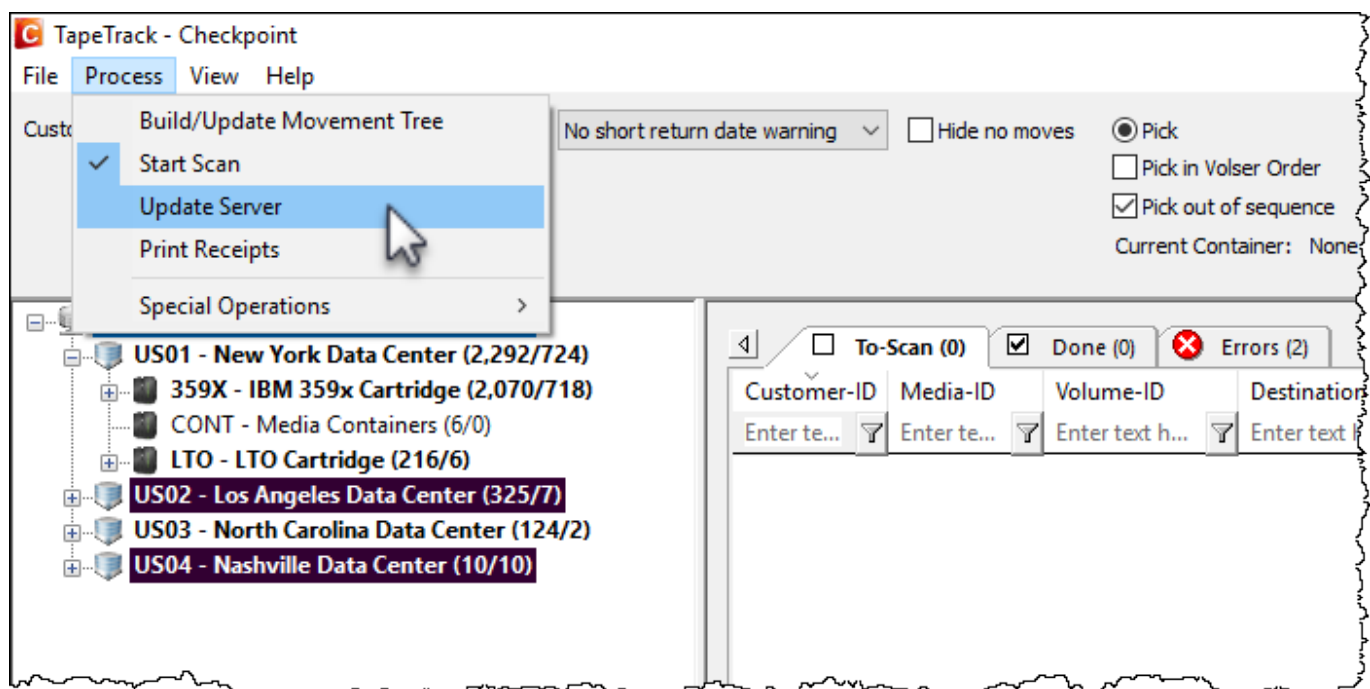 TapeTrack - Checkpoint
File Process View Help
Build/Update Movement Tree
Start Scan
Update Server
Print Receipts
Special Operations
No short return date warning
Hide no moves
Pick
Pick in Volser Order
Pick out of sequence
Current Container: None
US01 - New York Data Center (2,292/724)
359X - IBM 359x Cartridge (2,070/718)
CONT - Media Containers (6/0)
LTO - LTO Cartridge (216/6)
US02 - Los Angeles Data Center (325/7)
US03 - North Carolina Data Center (124/2)
US04 - Nashville Data Center (10/10)
To-Scan (0) Done (0) Errors (2)
Customer-ID Media-ID Volume-ID Destination
Enter te... Enter te... Enter text h... Enter text